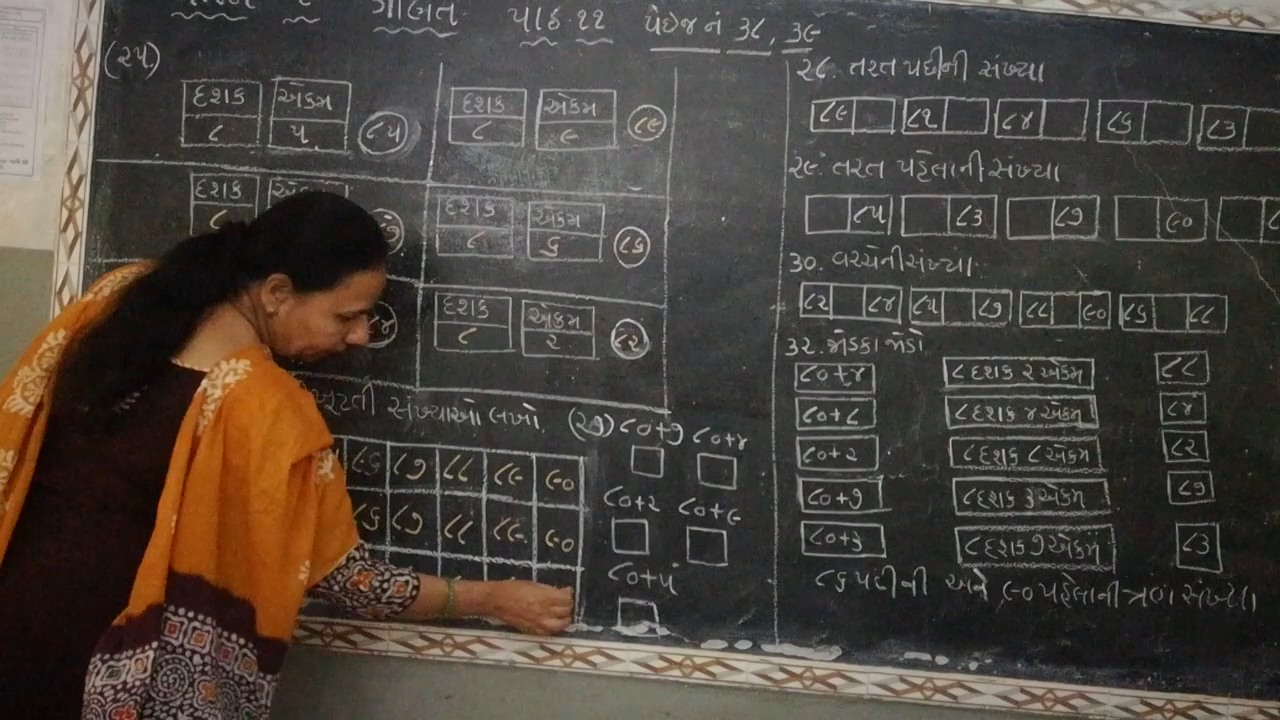 ગણિત પાઠ ૧૧ પેઈજ નં ૩૮, ૩૯
(૨૫)
દશક એકમ
૮ ૫ ૮૫
દશક એકમ
૮ ૯ ૮૯
દશક
૮
દશક એકમ
૮ ૬ ૮૬
૮૪
દશક એકમ
૮ ૨ ૮૨
ખૂટતી સંખ્યાઓ લખો.
૮૬ ૮૭ ૮૮ ૮૯ ૯૦
૮૬ ૮૭ ૮૮ ૮૯ ૯૦
(૨૭) ૮૦+૭ ૮૦+૪
૮૦+૨ ૮૦+૯
૮૦+૫
૨૮. તરત પછીની સંખ્યા
૮૯ ૮૧ ૮૪ ૮૬ ૮૩
૨૯. તરત પહેલાની સંખ્યા
૮૫ ૮૩ ૮૭ ૯૦
૩૦. વચ્ચેની સંખ્યા
૮૨ ૮૪ ૮૫ ૮૭ ૮૮ ૯૦ ૮૬ ૮૮
૩૨. જોડકા જોડો
૮૦+૪ ૮ દશક ૨ એકમ ૮૮
૮૦+૮ ૮ દશક ૪ એકમ ૮૪
૮૦+૨ ૮ દશક ૮ એકમ ૮૨
૮૦+૭ ૮ દશક ૩ એકમ ૮૭
૮૦+૩ ૮ દશક ૭ એકમ ૮૩
૮૬ પછીની અને ૯૦ પહેલાની ત્રણ સંખ્યા